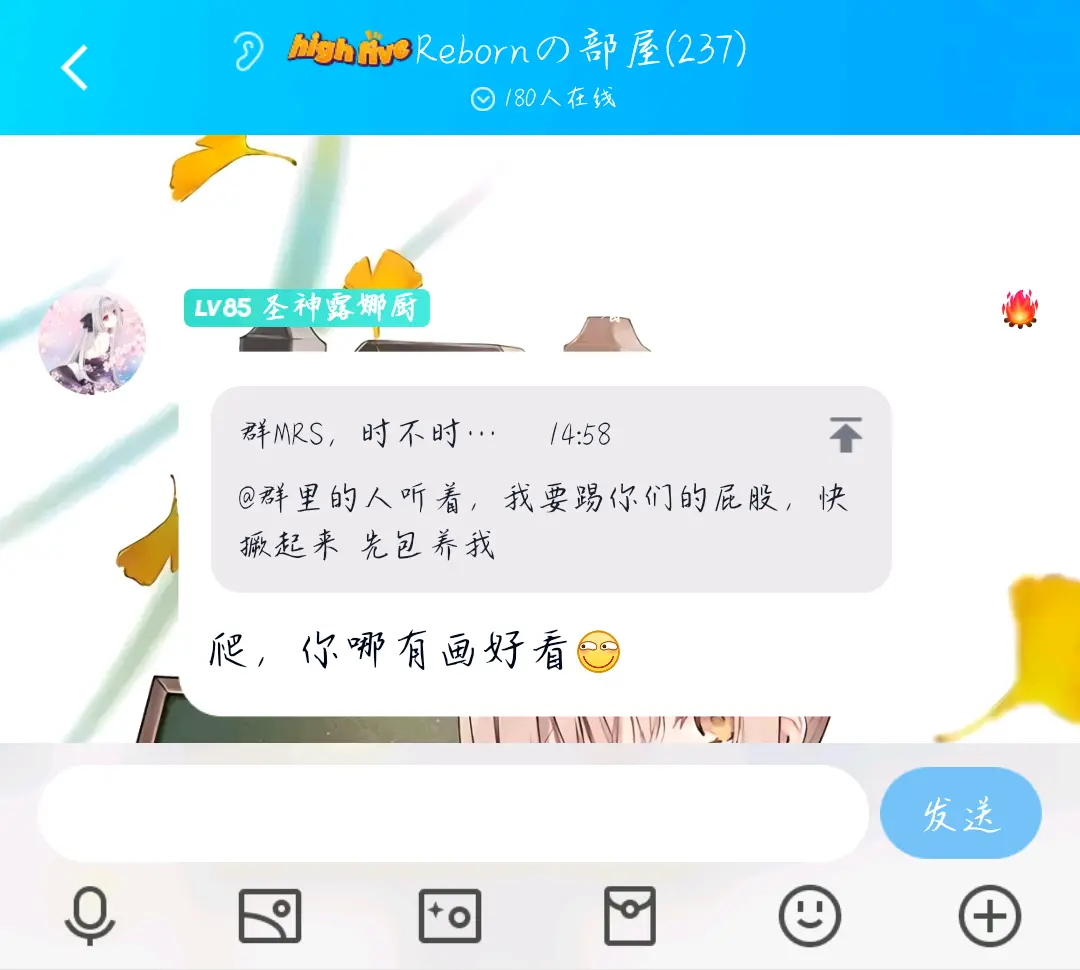 high five Rebornの部屋(237)
180人在线
LV85 圣神露娜厨
群MRS，时不时… 14:58
@群里的人听着，我要踢你们的屁股，快
撅起来 先包养我
爬，你哪有画好看
发送